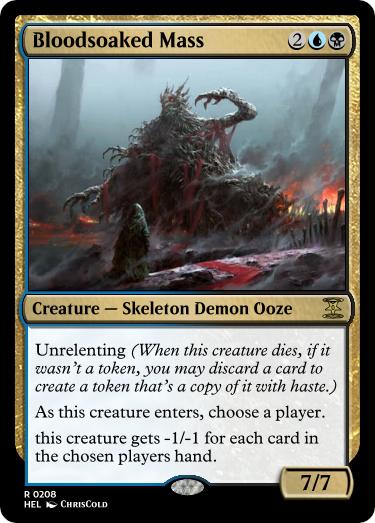 Bloodsoaked Mass 2
Creature — Skeleton Demon Ooze
Unrelenting (When this creature dies, if it
wasn't a token, you may discard a card to
create a token that's a copy of it with haste.)
As this creature enters, choose a player.
this creature gets -1/-1 for each card in
the chosen players hand.
7/7
R 0208
HEL ChrisCold